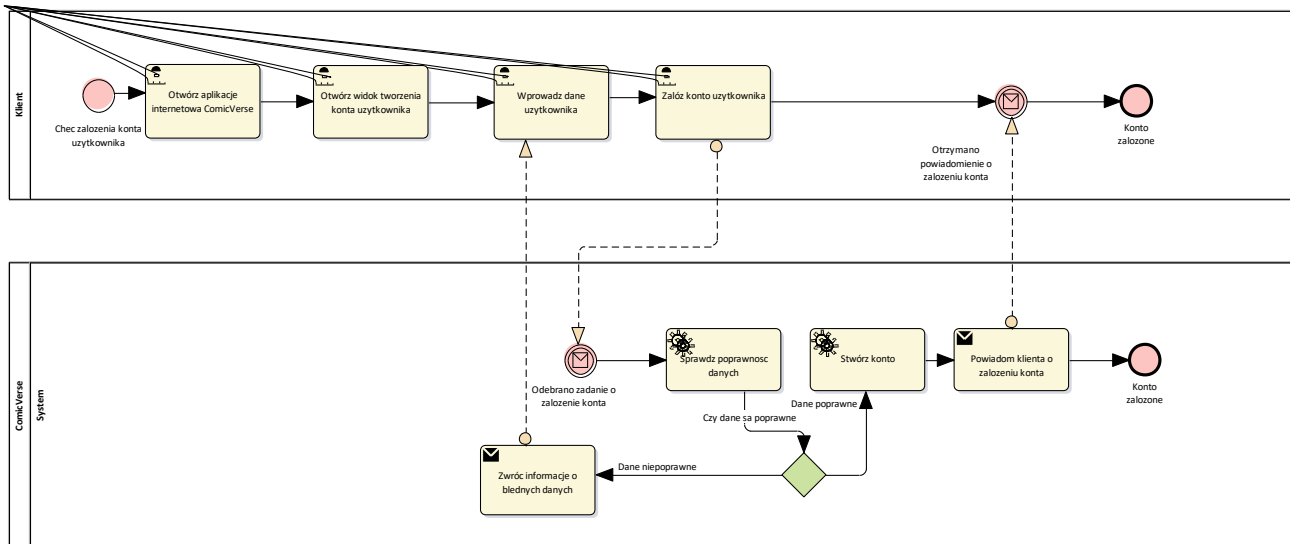 Klient
Otwórz aplikacje
internetowa ComicVerse
Otwórz widok tworzenia
konta uzytkownika
Wprowadz dane
uzytkownika
Zalóz konto uzytkownika
Chec zalozenia konta
uzytkownika
Otrzymano
powiadomienie o
zalozeniu konta
Konto
zalozone
ComicVerse
System
Odebrano zadanie o
zalozenie konta
Sprawdz poprawnosc
danych
Stwórz konto
Powiadom klienta o
zalozeniu konta
Konto
zalozone
Czy dane sa poprawne
Dane poprawne
Dane niepoprawne
Zwróc informacje o
blednych danych